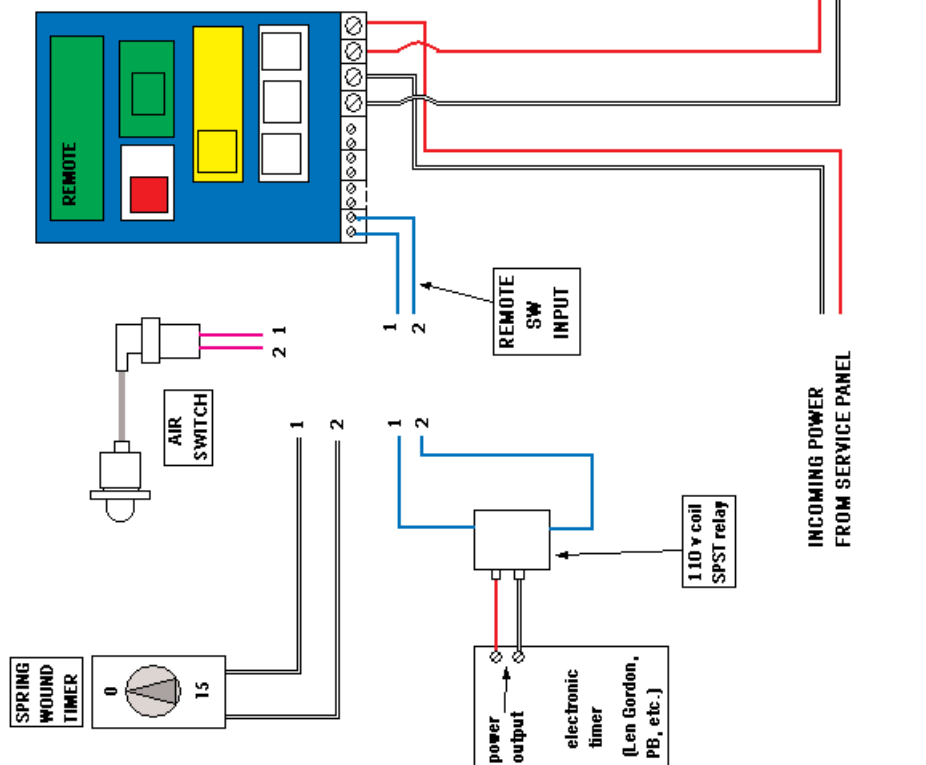 REMOTE
1
2
REMOTE
SW
INPUT
1
2
AIR
SWITCH
1
2
1
2
INCOMING POWER
FROM SERVICE PANEL
110 v coil
SPST relay
SPRING
WOUND
TIMER
0
15
power
output
electronic
timer
(Len Gordon,
PB, etc.)